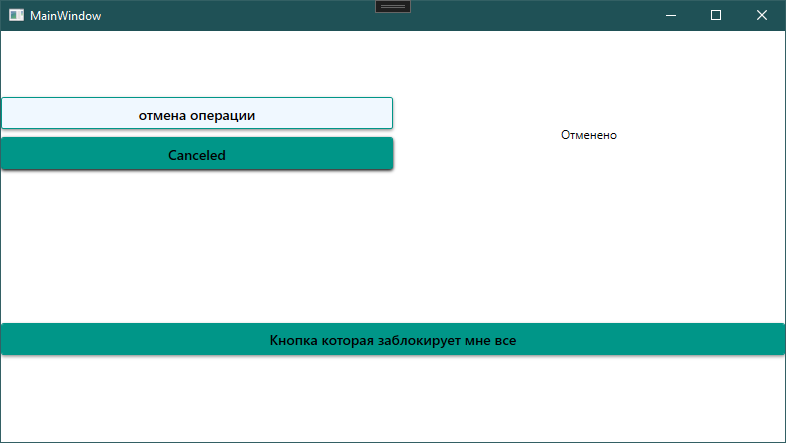 MainWindow
отмена операции
Canceled
Отменено
Кнопка которая заблокирует мне все